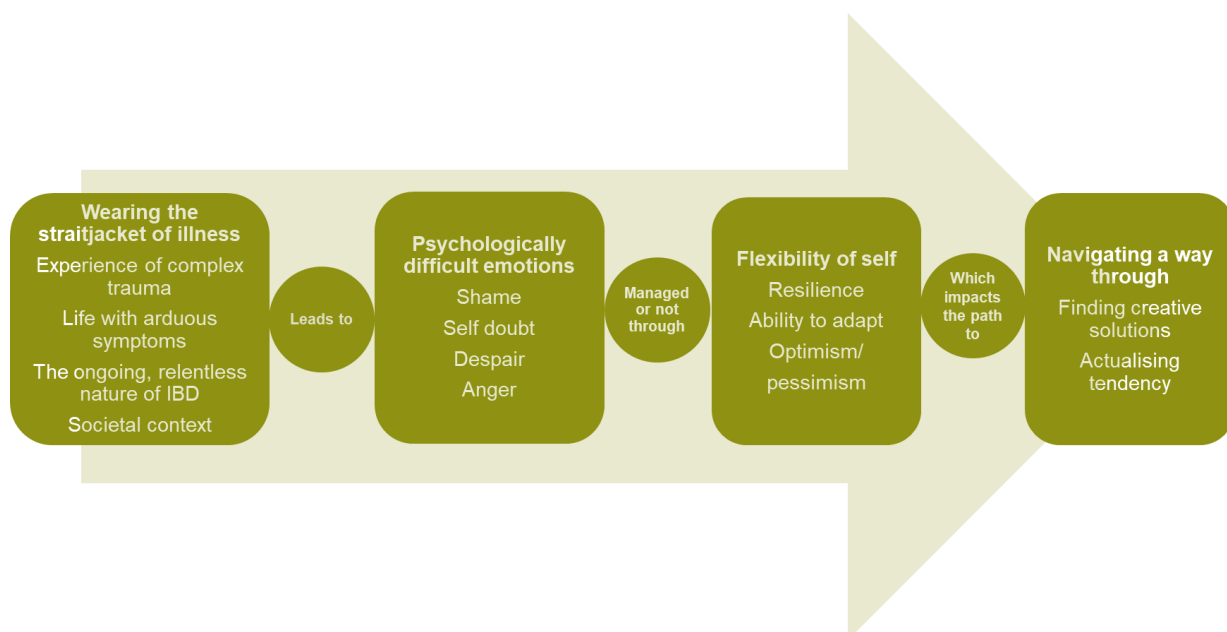 Wearing the
straitjacket of illness
Experience of complex
trauma
Life with arduous
symptoms
The ongoing, relentless
nature of IBD
Societal context
Leads to
Psychologically
difficult emotions
Shame
Self doubt
Despair
Anger
Managed
or not
through
Flexibility of self
Resilience
Ability to adapt
Optimism/
pessimism
Which
impacts
the path
to
Navigating a way
through
Finding creative
solutions
Actualising
tendency